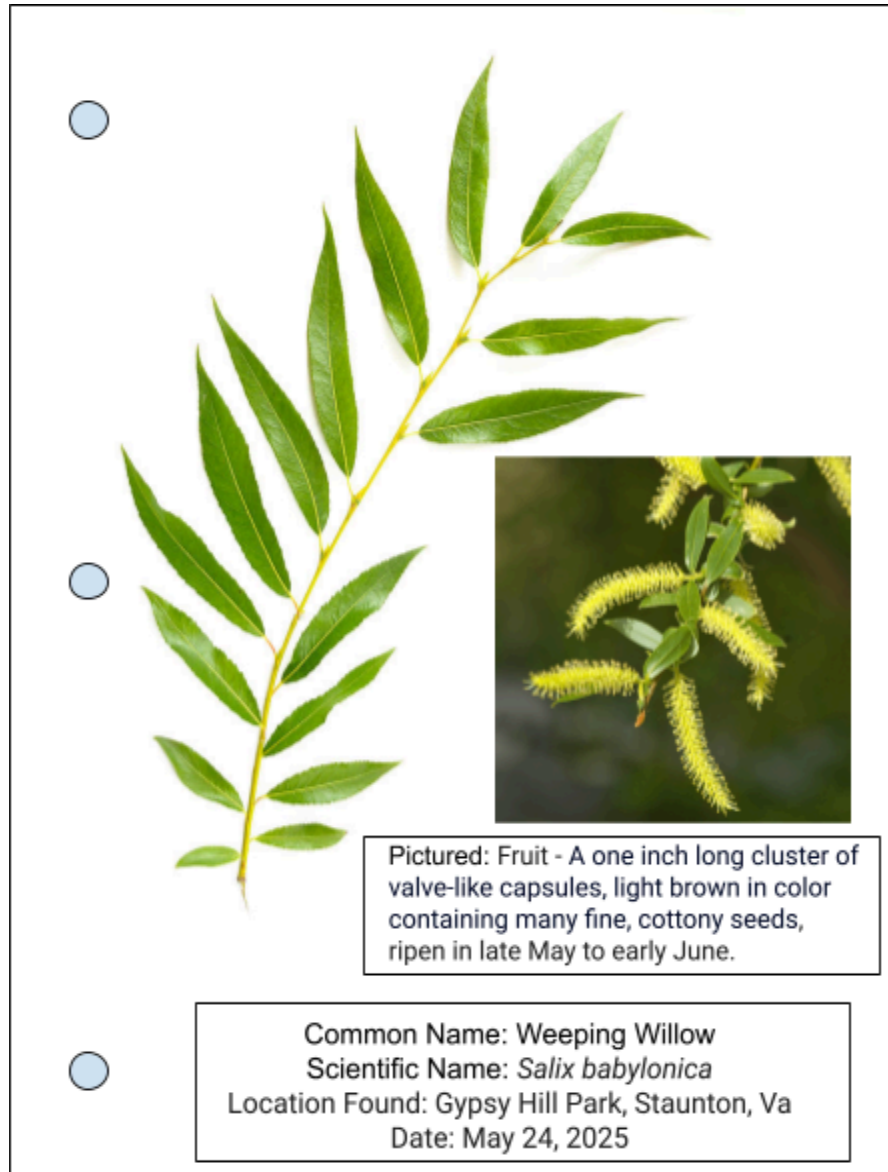 Pictured: Fruit - A one inch long cluster of
valve-like capsules, light brown in color
containing many fine, cottony seeds,
ripen in late May to early June.
Common Name: Weeping Willow
Scientific Name: Salix babylonica
Location Found: Gypsy Hill Park, Staunton, Va
Date: May 24, 2025